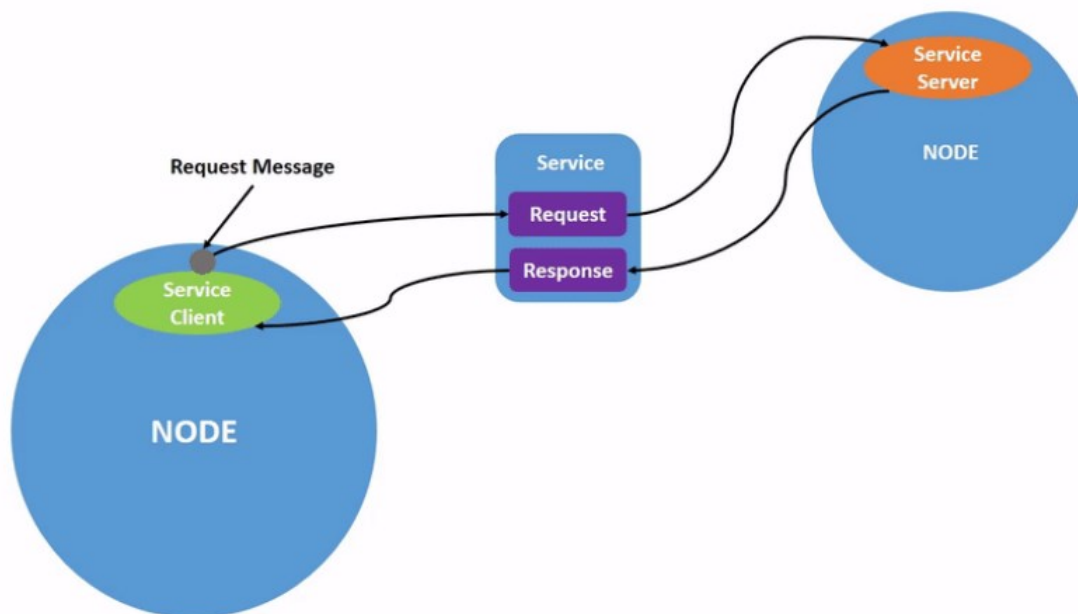 Service
Server
NODE
Request Message
Service
Request
Response
Service
Client
NODE